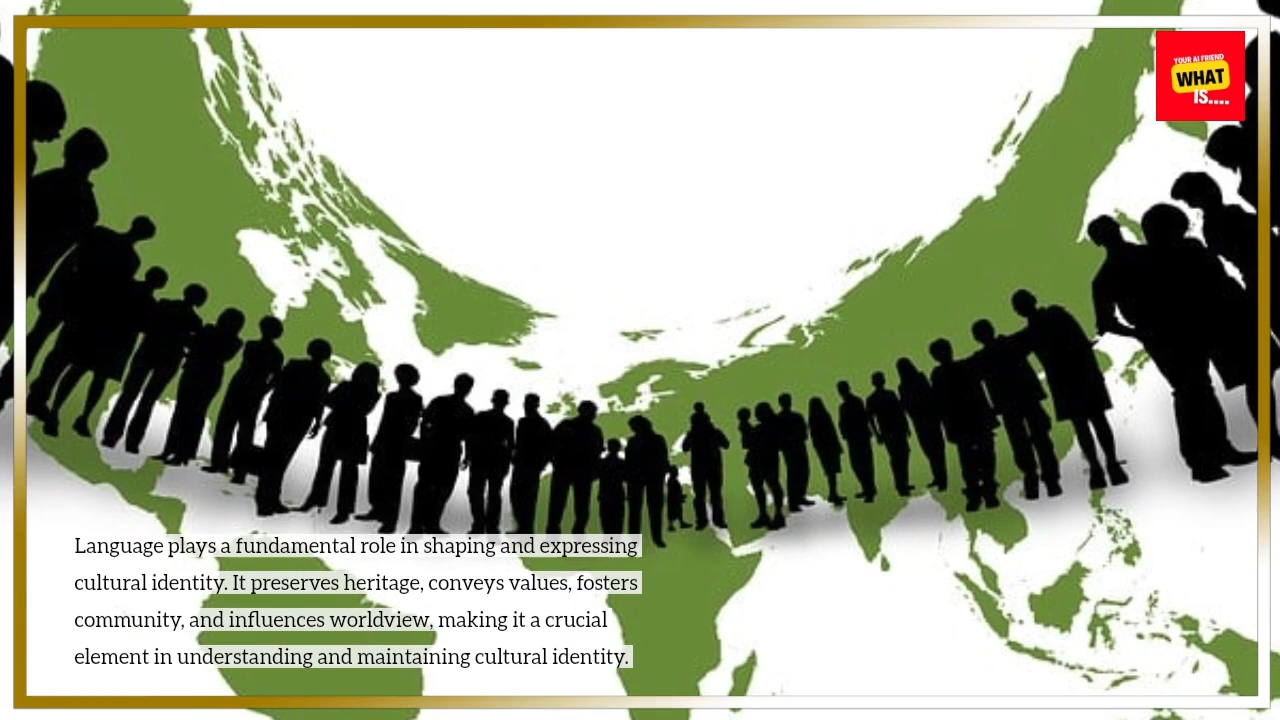 YOUR AI FRIEND
WHAT
IS....
Language plays a fundamental role in shaping and expressing
cultural identity. It preserves heritage, conveys values, fosters
community, and influences worldview, making it a crucial
element in understanding and maintaining cultural identity.